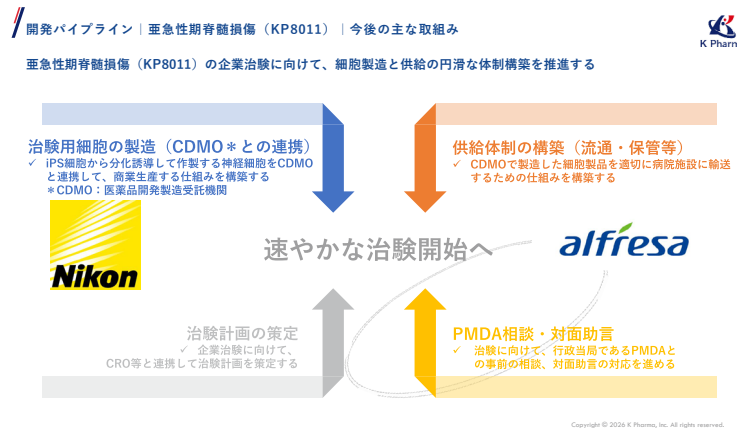 開発パイプライン｜亜急性期脊髄損傷（KP8011）｜今後の主な取組み
K Pharm
亜急性期脊髄損傷（KP8011）の企業治験に向けて、細胞製造と供給の円滑な体制構築を推進する
治験用細胞の製造（CDMO＊との連携）
✓ iPS細胞から分化誘導して作製する神経細胞をCDMO
と連携して、商業生産する仕組みを構築する
＊CDMO：医薬品開発製造受託機関
供給体制の構築（流通・保管等）
✓ CDMOで製造した細胞製品を適切に病院施設に輸送
するための仕組みを構築する
Nikon
速やかな治験開始へ
alfresa
治験計画の策定
✓ 企業治験に向けて、
CRO等と連携して治験計画を策定する
PMDA相談・対面助言
✓ 治験に向けて、行政当局であるPMDAと
の事前の相談、対面助言の対応を進める
Copyright © 2026 K Pharma, Inc. All rights reserved.